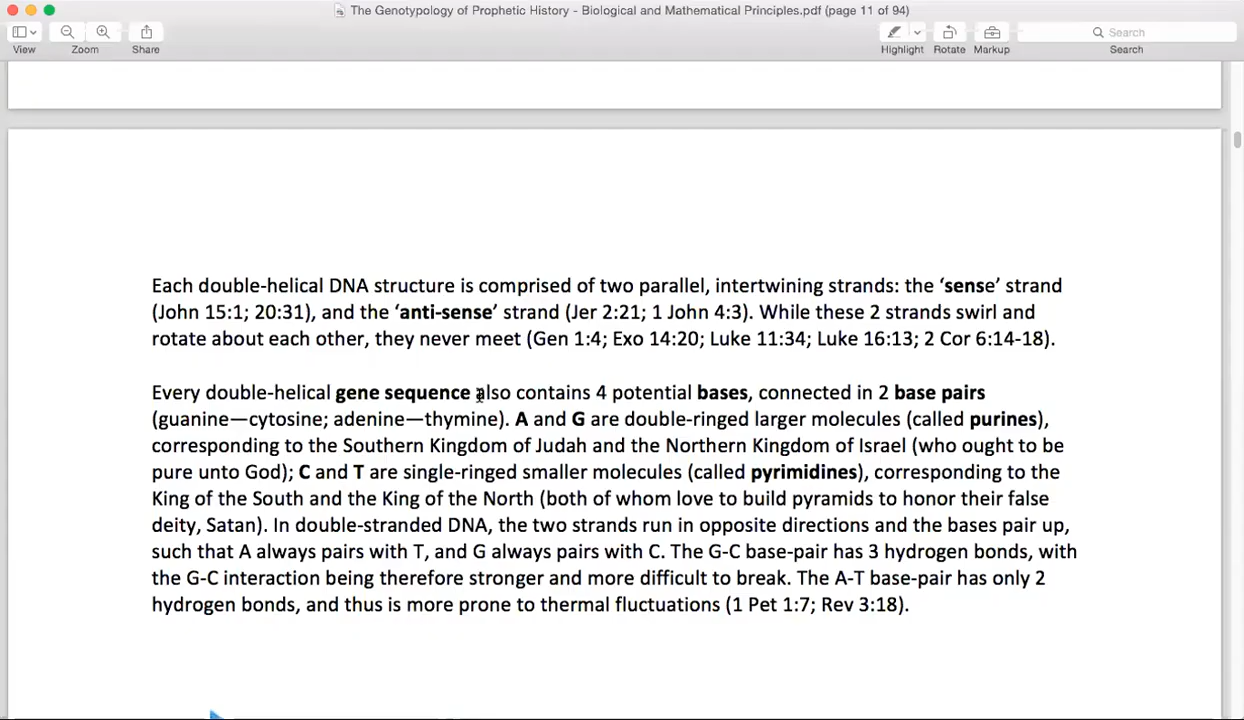 The Genotypology of Prophetic History - Biological and Mathematical Principles.pdf (page 11 of 94)
Search
View
Zoom
Share
Highlight
Rotate
Markup
Search
Each double-helical DNA structure is comprised of two parallel, intertwining strands: the ‘sense’ strand
(John 15:1; 20:31), and the ‘anti-sense’ strand (Jer 2:21; 1 John 4:3). While these 2 strands swirl and
rotate about each other, they never meet (Gen 1:4; Exo 14:20; Luke 11:34; Luke 16:13; 2 Cor 6:14-18).
Every double-helical gene sequence also contains 4 potential bases, connected in 2 base pairs
(guanine—cytosine; adenine—thymine). A and G are double-ringed larger molecules (called purines),
corresponding to the Southern Kingdom of Judah and the Northern Kingdom of Israel (who ought to be
pure unto God); C and T are single-ringed smaller molecules (called pyrimidines), corresponding to the
King of the South and the King of the North (both of whom love to build pyramids to honor their false
deity, Satan). In double-stranded DNA, the two strands run in opposite directions and the bases pair up,
such that A always pairs with T, and G always pairs with C. The G-C base-pair has 3 hydrogen bonds, with
the G-C interaction being therefore stronger and more difficult to break. The A-T base-pair has only 2
hydrogen bonds, and thus is more prone to thermal fluctuations (1 Pet 1:7; Rev 3:18).